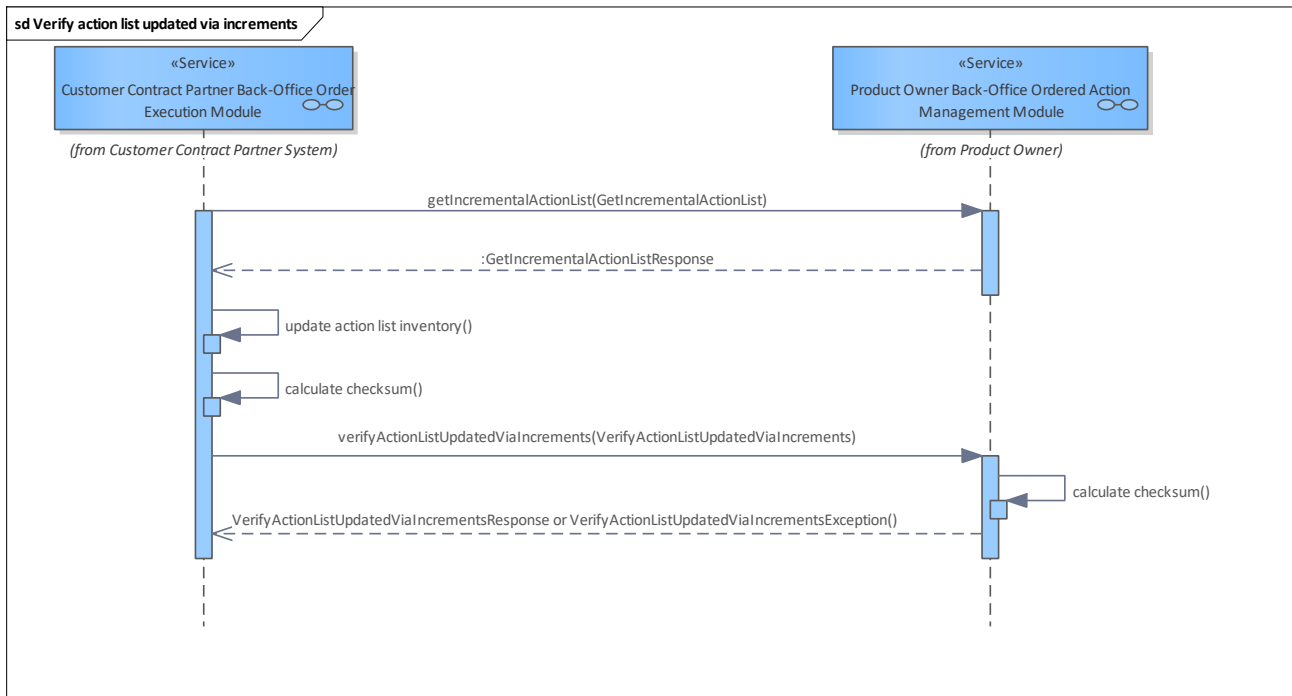 sd Verify action list updated via increments
«Service»
Customer Contract Partner Back-Office Order
Execution Module
(from Customer Contract Partner System)
«Service»
Product Owner Back-Office Ordered Action
Management Module
(from Product Owner)
getIncrementalActionList(GetIncrementalActionList)
:GetIncrementalActionListResponse
update action list inventory()
calculate checksum()
verifyActionListUpdatedViaIncrements(VerifyActionListUpdatedViaIncrements)
calculate checksum()
VerifyActionListUpdatedViaIncrementsResponse or VerifyActionListUpdatedViaIncrementsException()